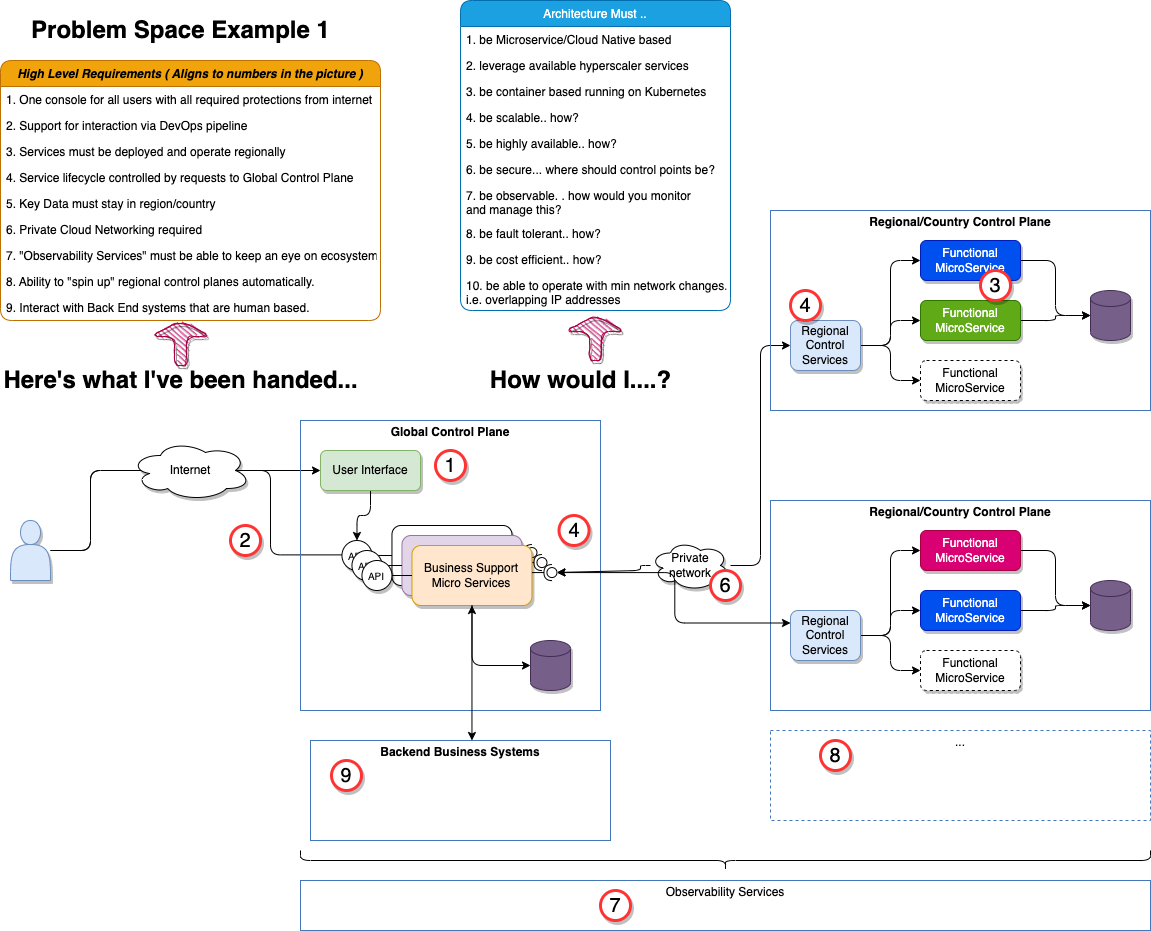 Problem Space Example 1
High Level Requirements ( Aligns to numbers in the picture )
1. One console for all users with all required protections from internet
2. Support for interaction via DevOps pipeline
3. Services must be deployed and operate regionally
4. Service lifecycle controlled by requests to Global Control Plane
5. Key Data must stay in region/country
6. Private Cloud Networking required
7. "Observability Services" must be able to keep an eye on ecosystem
8. Ability to "spin up" regional control planes automatically.
9. Interact with Back End systems that are human based.
Here's what I've been handed...
Architecture Must ..
1. be Microservice/Cloud Native based
2. leverage available hyperscaler services
3. be container based running on Kubernetes
4. be scalable.. how?
5. be highly available.. how?
6. be secure... where should control points be?
7. be observable. . how would you monitor
and manage this?
8. be fault tolerant.. how?
9. be cost efficient.. how?
10. be able to operate with min network changes.
i.e. overlapping IP addresses
How would I....?
Internet
2
Global Control Plane
User Interface
1
API
Business Support
Micro Services
4
Private
network
6
Regional/Country Control Plane
4
Regional
Control
Services
Functional
MicroService
3
Functional
MicroService
Functional
MicroService
Regional/Country Control Plane
Regional
Control
Services
Functional
MicroService
Functional
MicroService
Functional
MicroService
...
8
Backend Business Systems
9
Observability Services
7